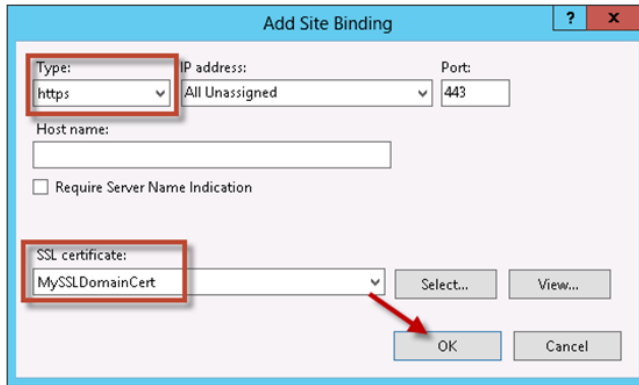 Add Site Binding
? x
Type: IP address: Port:
https All Unassigned 443
Host name:
Require Server Name Indication
SSL certificate:
MySSLDomainCert Select... View...
OK Cancel